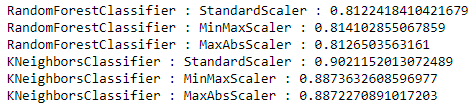 RandomForestClassifier : StandardScaler : 0.8122418410421679
RandomForestClassifier : MinMaxScaler : 0.814102855067859
RandomForestClassifier : MaxAbsScaler : 0.8126503563161
KNeighborsClassifier : StandardScaler : 0.9021152013072489
KNeighborsClassifier : MinMaxScaler : 0.8873632608596977
KNeighborsClassifier : MaxAbsScaler : 0.8872270891017203